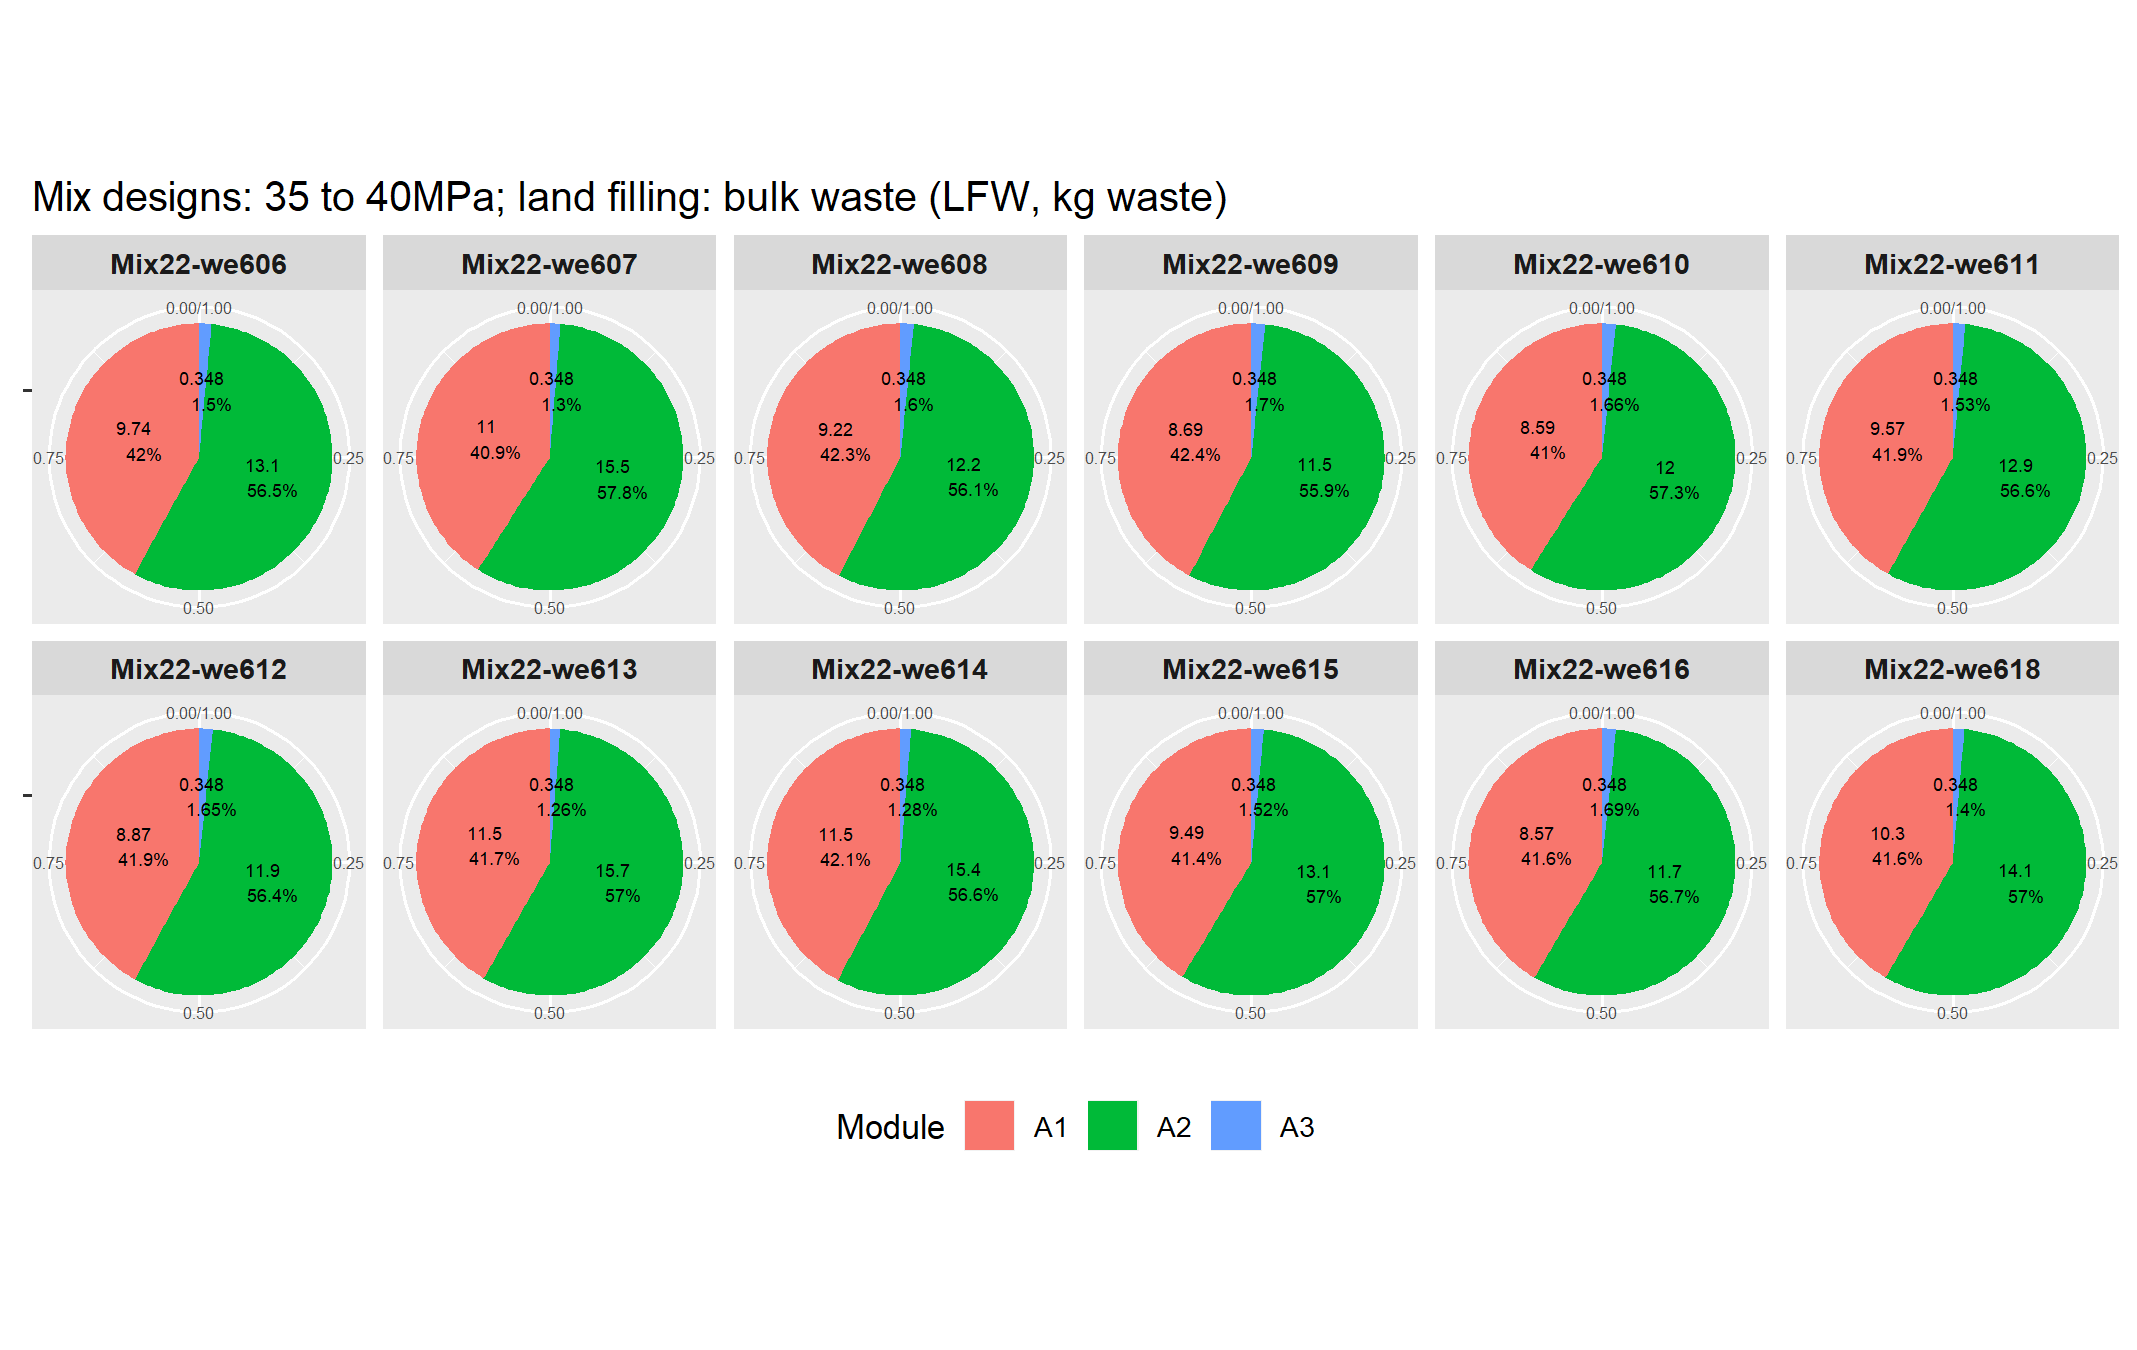 Mix designs: 35 to 40MPa; land filling: bulk waste (LFW, kg waste)
Mix22-we606 Mix22-we607 Mix22-we608 Mix22-we609 Mix22-we610 Mix22-we611
0.00/1.00 0.00/1.00 0.00/1.00 0.00/1.00 0.00/1.00 0.00/1.00
0.348 0.348 0.348 0.348 0.348 0.348
1.5% 1.3% 1.6% 1.7% 1.66% 1.53%
9.74 11 9.22 8.69 8.59 9.57
42% 40.9% 42.3% 42.4% 41% 41.9%
0.75 0.25 0.75 0.25 0.75 0.25 0.75 0.25 0.75 0.25 0.75 0.25
13.1 15.5 12.2 11.5 12 12.9
56.5% 57.8% 56.1% 55.9% 57.3% 56.6%
0.50 0.50 0.50 0.50 0.50 0.50
Mix22-we612 Mix22-we613 Mix22-we614 Mix22-we615 Mix22-we616 Mix22-we618
0.00/1.00 0.00/1.00 0.00/1.00 0.00/1.00 0.00/1.00 0.00/1.00
0.348 0.348 0.348 0.348 0.348 0.348
1.65% 1.26% 1.28% 1.52% 1.69% 1.4%
8.87 11.5 11.5 9.49 8.57 10.3
41.9% 41.7% 42.1% 41.4% 41.6% 41.6%
0.75 0.25 0.75 0.25 0.75 0.25 0.75 0.25 0.75 0.25 0.75 0.25
11.9 15.7 15.4 13.1 11.7 14.1
56.4% 57% 56.6% 57% 56.7% 57%
0.50 0.50 0.50 0.50 0.50 0.50
Module A1 A2 A3